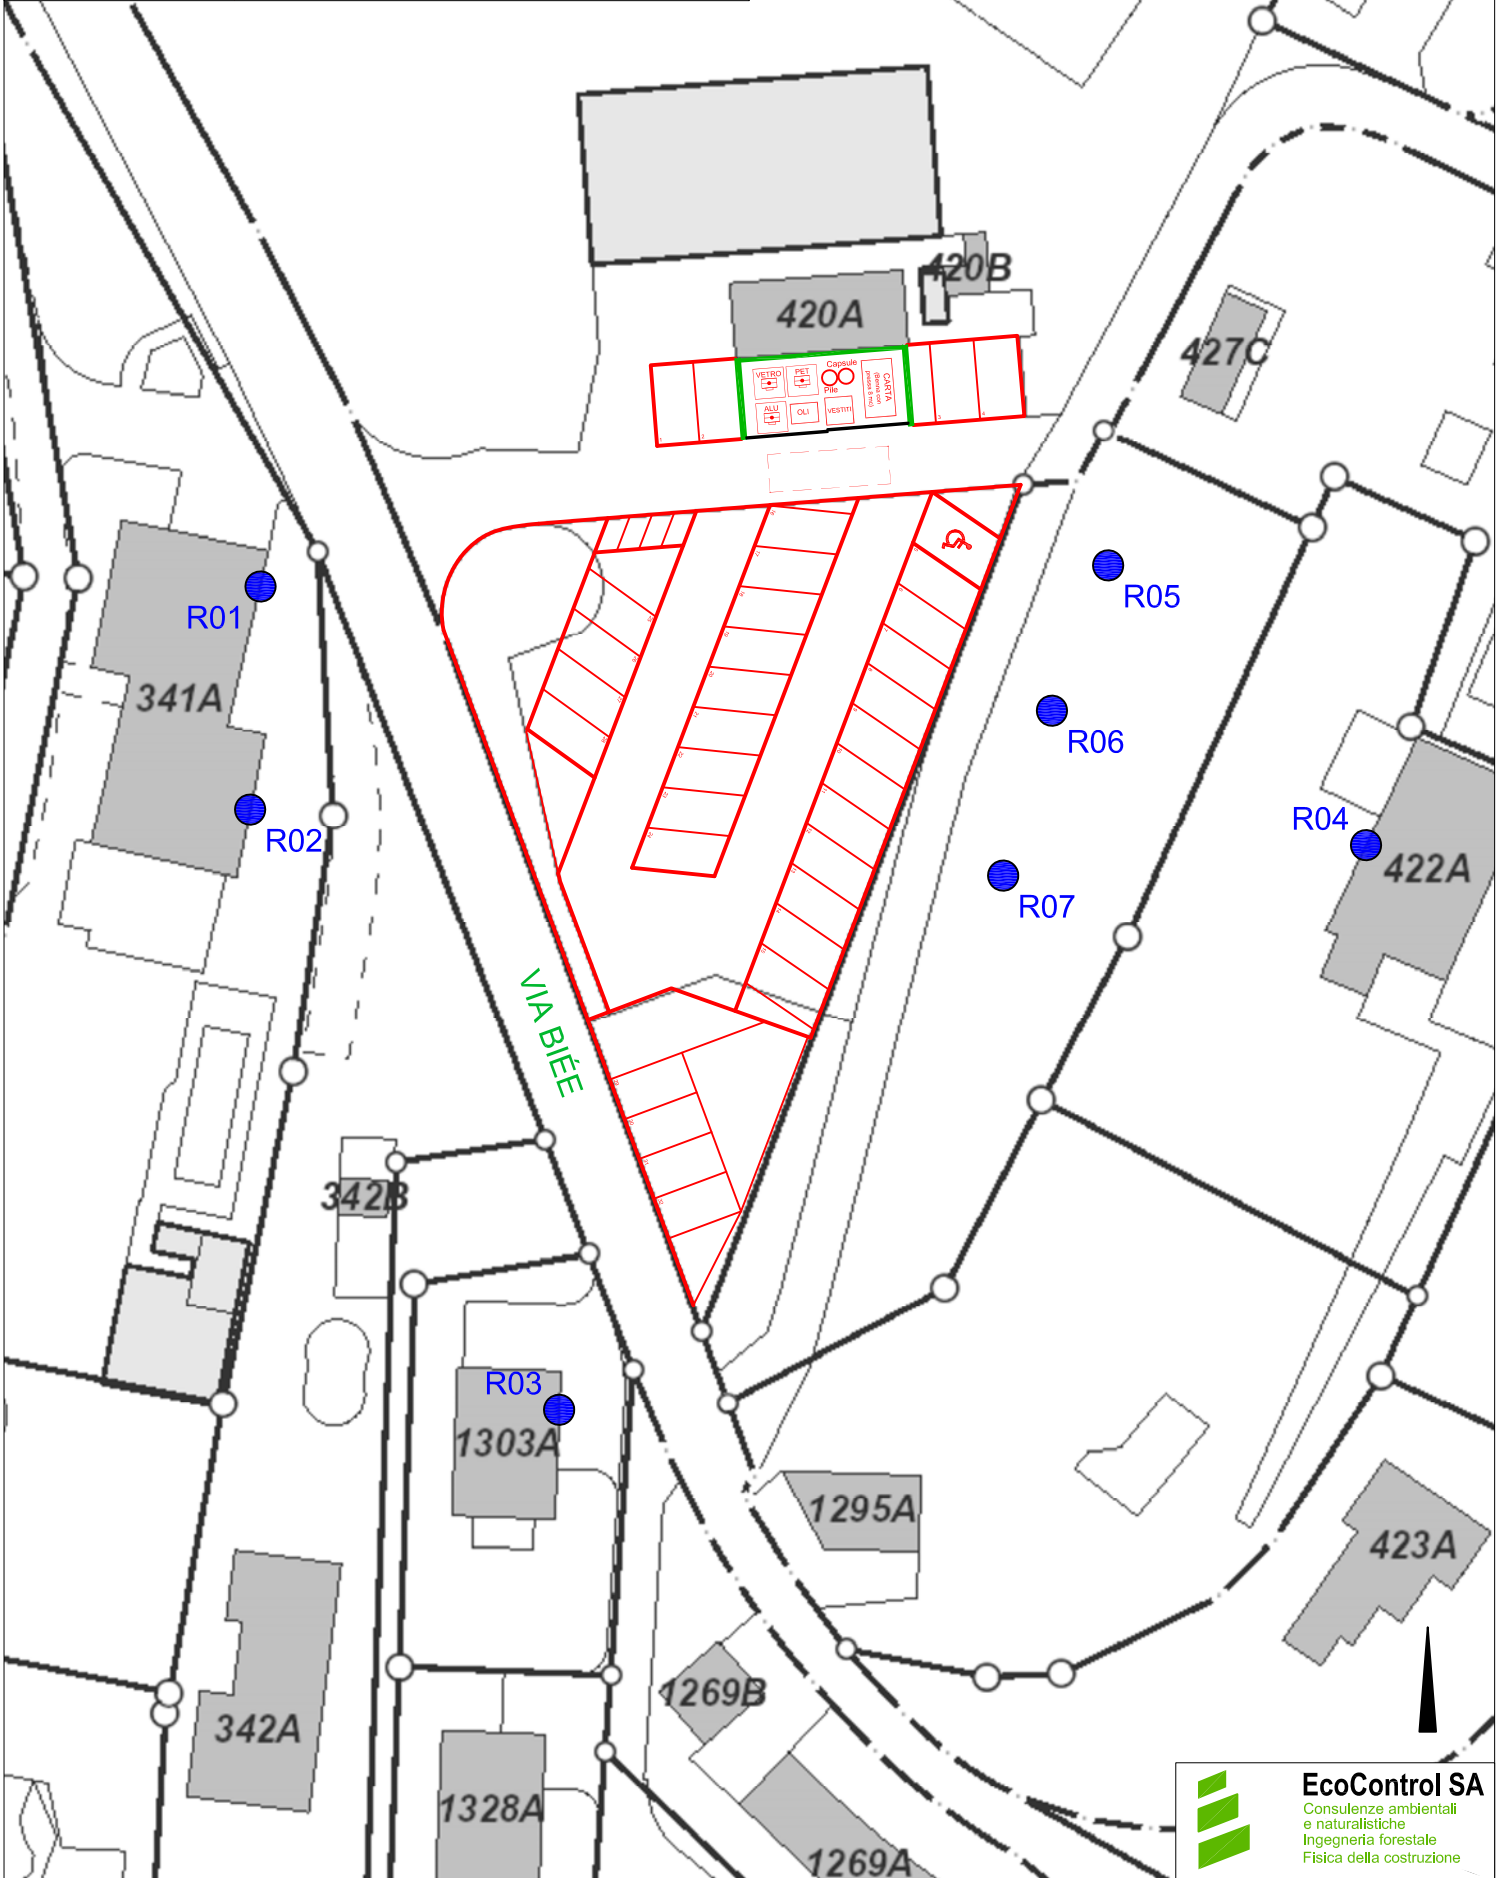 420B
420A
427C
Capsule
VETRO
PET
Pile
CARTA
(Benna con
ALU
OLI
VESTITI
R05
R01
341A
R06
R02
R04
422A
R07
VIA BIÉE
342B
R03
1303A
1295A
423A
1269B
342A
1328A
1269A
EcoControl SA
Consulenze ambientali
e naturalistiche
Ingegneria forestale
Fisica della costruzione